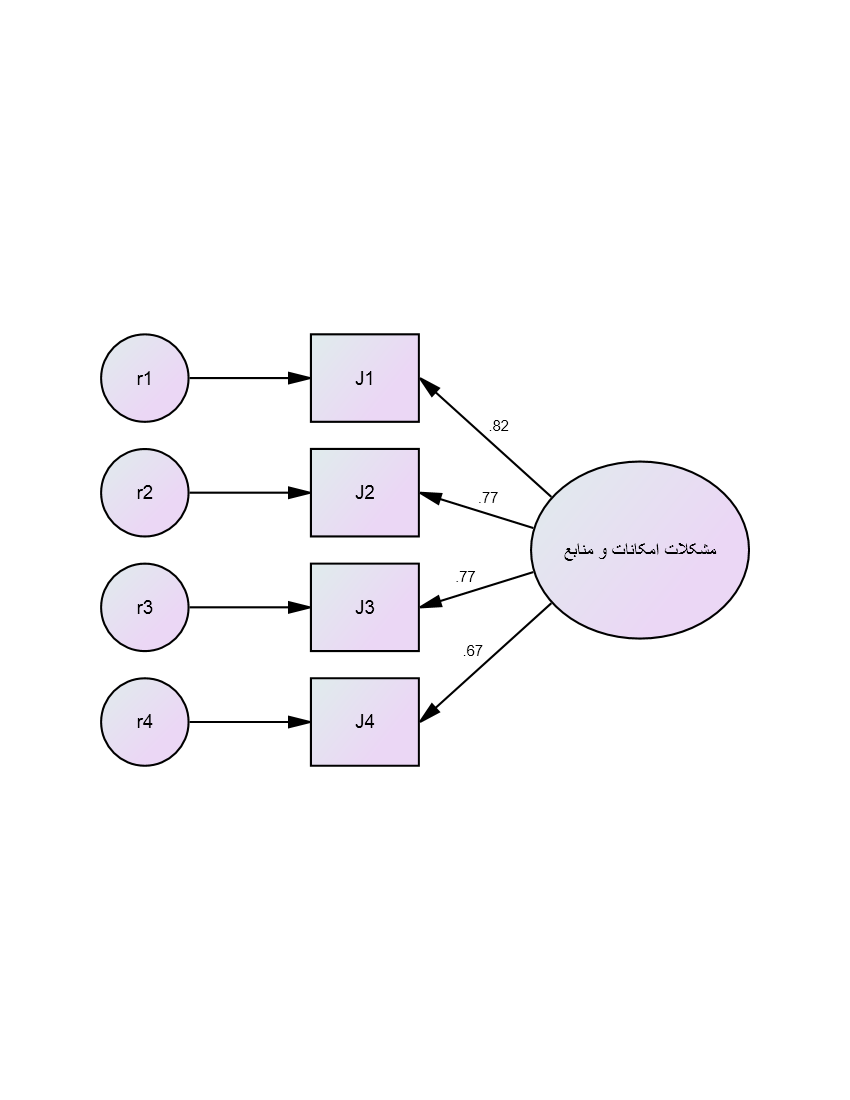 r1
J1
.82
r2
J2
.77
مشکلات امکانات و منابع
r3
J3
.77
.67
r4
J4